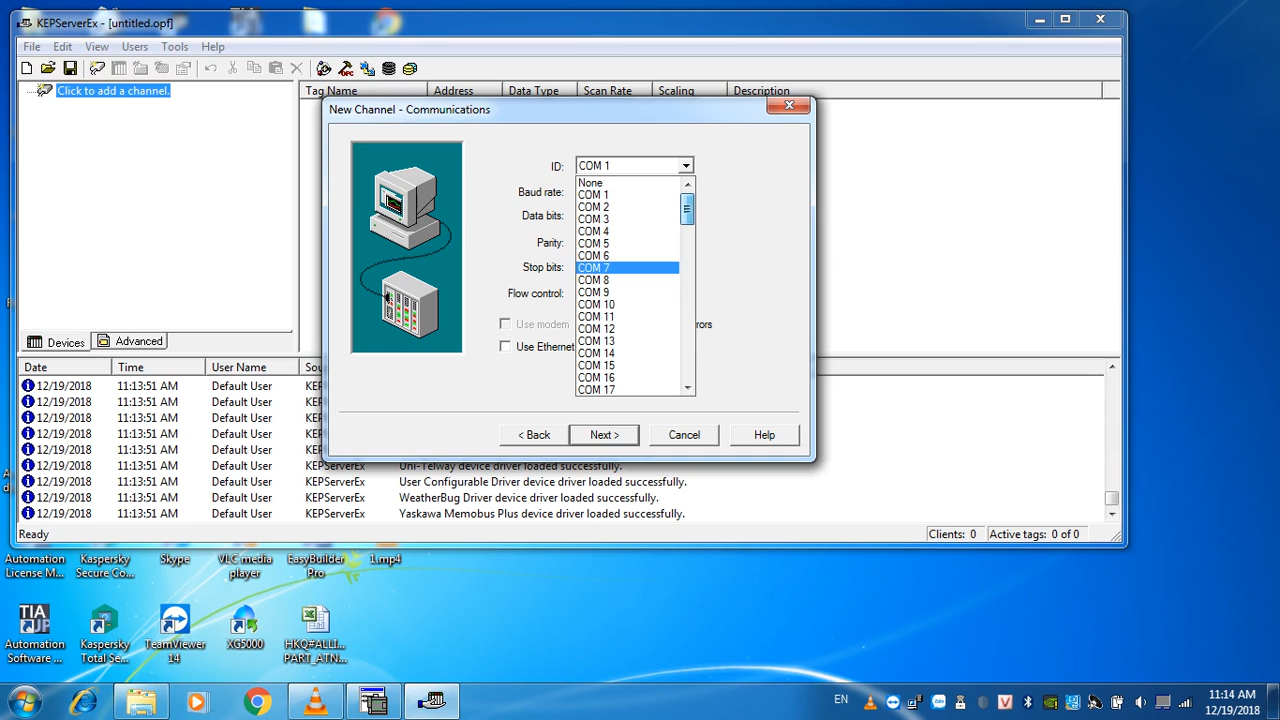 KEPServerEx - [untitled.opf]
File Edit View Users Tools Help
Click to add a channel.
Tag Name Address Data Type Scan Rate Scaling Description
New Channel - Communications
ID: COM 1
Baud rate:
Data bits:
Parity:
Stop bits:
Flow control:
Use modem
Use Ethernet
None
COM 1
COM 2
COM 3
COM 4
COM 5
COM 6
COM 7
COM 8
COM 9
COM 10
COM 11
COM 12
COM 13
COM 14
COM 15
COM 16
COM 17
rors
< Back Next > Cancel Help
Devices Advanced
Date Time User Name Sou
12/19/2018 11:13:51 AM Default User
12/19/2018 11:13:51 AM Default User
12/19/2018 11:13:51 AM Default User
12/19/2018 11:13:51 AM Default User
12/19/2018 11:13:51 AM Default User
12/19/2018 11:13:51 AM Default User KEPServerEx Uni-Telway device driver loaded successfully.
12/19/2018 11:13:51 AM Default User KEPServerEx User Configurable Driver device driver loaded successfully.
12/19/2018 11:13:51 AM Default User KEPServerEx WeatherBug Driver device driver loaded successfully.
12/19/2018 11:13:51 AM Default User KEPServerEx Yaskawa Memobus Plus device driver loaded successfully.
Ready Clients: 0 Active tags: 0 of 0
Automation License M...
Kaspersky Secure Co...
Skype
VLC media player
EasyBuilder Pro
1.mp4
TIA
Automation Software ...
Kaspersky Total Se...
TeamViewer 14
XG5000
HKQ#ALLI... PART_ATN...
EN
11:14 AM
12/19/2018